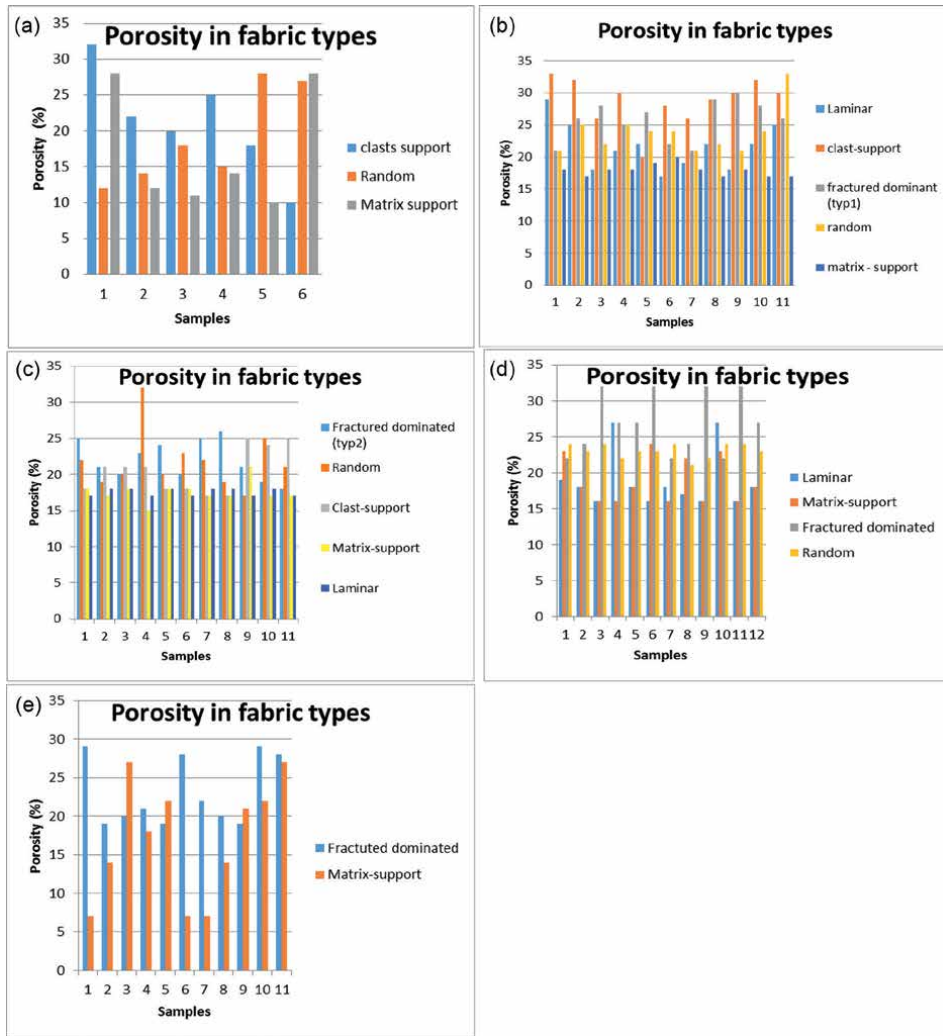 (a)
Porosity in fabric types
35
30
25
20
15
10
5
0
Porosity (%)
1 2 3 4 5 6
Samples
clasts support
Random
Matrix support
(b)
Porosity in fabric types
35
30
25
20
15
10
5
0
Porosity (%)
1 2 3 4 5 6 7 8 9 10 11
Samples
Laminar
clast-support
fractured dominant
(typ1)
random
matrix - support
(c)
Porosity in fabric types
35
30
25
20
15
10
5
0
Porosity (%)
1 2 3 4 5 6 7 8 9 10 11
Samples
Fractured dominated
(typ2)
Random
Clast-support
Matrix-support
Laminar
(d)
Porosity in fabric types
35
30
25
20
15
10
5
0
Porosity (%)
1 2 3 4 5 6 7 8 9 10 11 12
Samples
Laminar
Matrix-support
Fractured dominated
Random
(e)
Porosity in fabric types
35
30
25
20
15
10
5
0
Porosity (%)
1 2 3 4 5 6 7 8 9 10 11
Samples
Fractuted dominated
Matrix-support